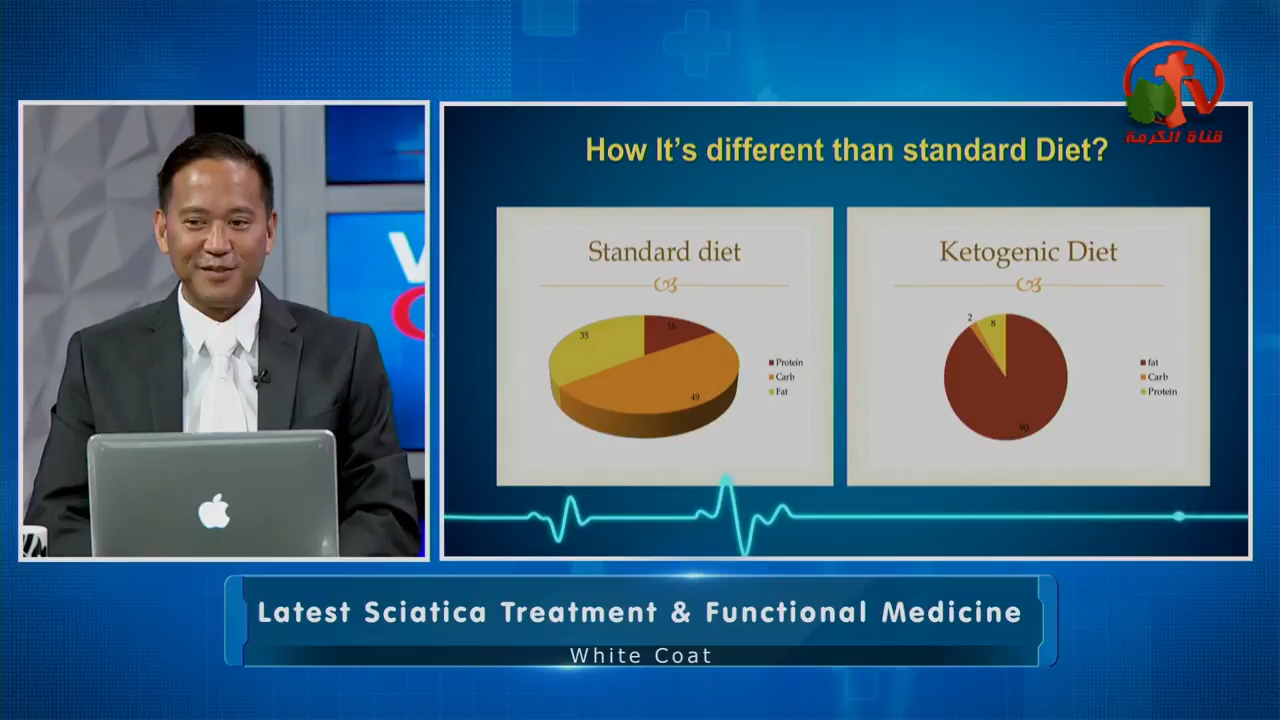 How It's different than standard Diet?
tv
قناة الكرمة
Standard diet
35
16
49
Protein
Carb
Fat
Ketogenic Diet
2
8
90
fat
Carb
Protein
Latest Sciatica Treatment & Functional Medicine
White Coat